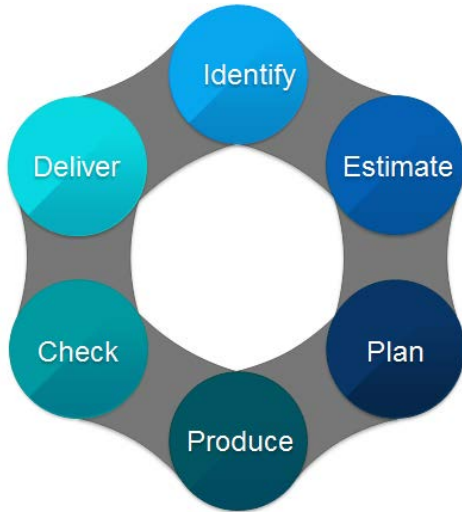 Identify
Estimate
Plan
Produce
Check
Deliver